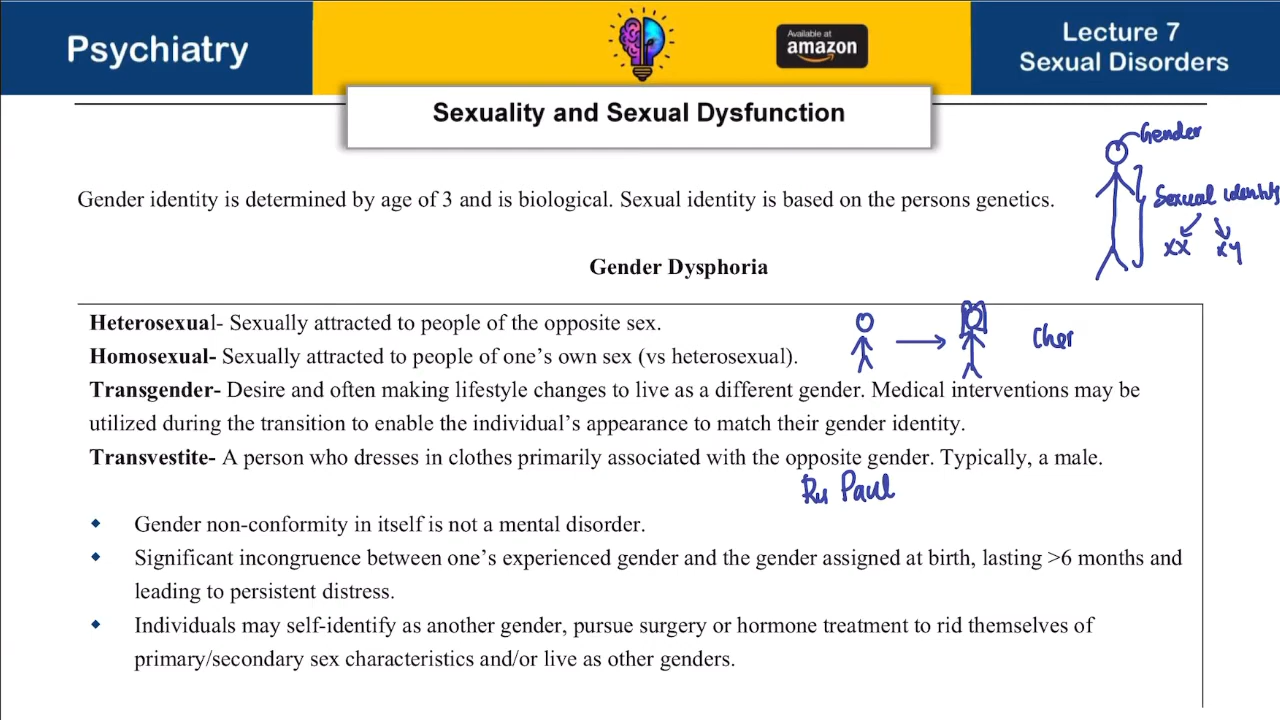 Psychiatry
Available at
amazon
Lecture 7
Sexual Disorders
Sexuality and Sexual Dysfunction
Gender
Gender identity is determined by age of 3 and is biological. Sexual identity is based on the persons genetics.
Sexual identity
XX XY
Gender Dysphoria
Heterosexual- Sexually attracted to people of the opposite sex.
Cher
Homosexual- Sexually attracted to people of one's own sex (vs heterosexual).
Transgender- Desire and often making lifestyle changes to live as a different gender. Medical interventions may be
utilized during the transition to enable the individual's appearance to match their gender identity.
Transvestite- A person who dresses in clothes primarily associated with the opposite gender. Typically, a male.
Ru Paul
Gender non-conformity in itself is not a mental disorder.
Significant incongruence between one's experienced gender and the gender assigned at birth, lasting >6 months and
leading to persistent distress.
Individuals may self-identify as another gender, pursue surgery or hormone treatment to rid themselves of
primary/secondary sex characteristics and/or live as other genders.